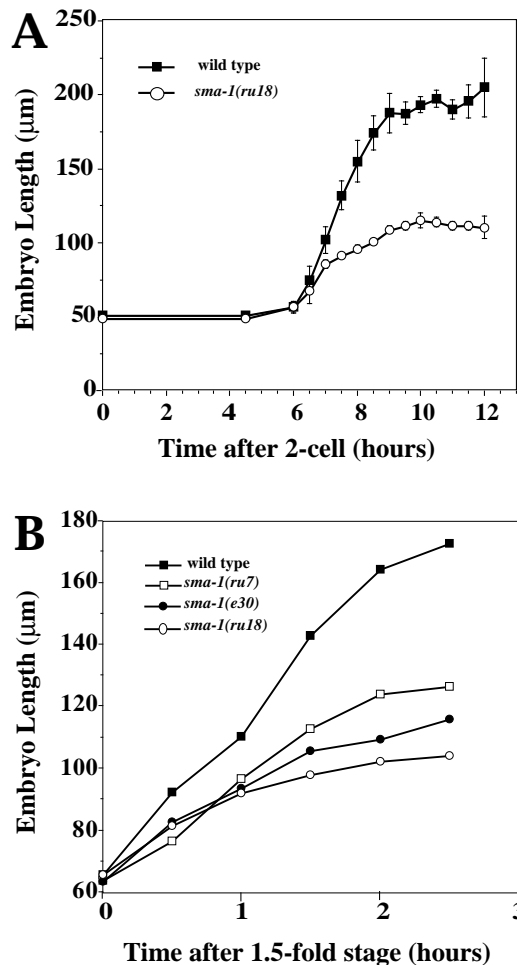 A
250
200
150
100
50
0
Embryo Length (μm)
wild type
sma-1(ru18)
0 2 4 6 8 10 12
Time after 2-cell (hours)
B
180
160
140
120
100
80
60
Embryo Length (μm)
wild type
sma-1(ru7)
sma-1(e30)
sma-1(ru18)
0 1 2 3
Time after 1.5-fold stage (hours)